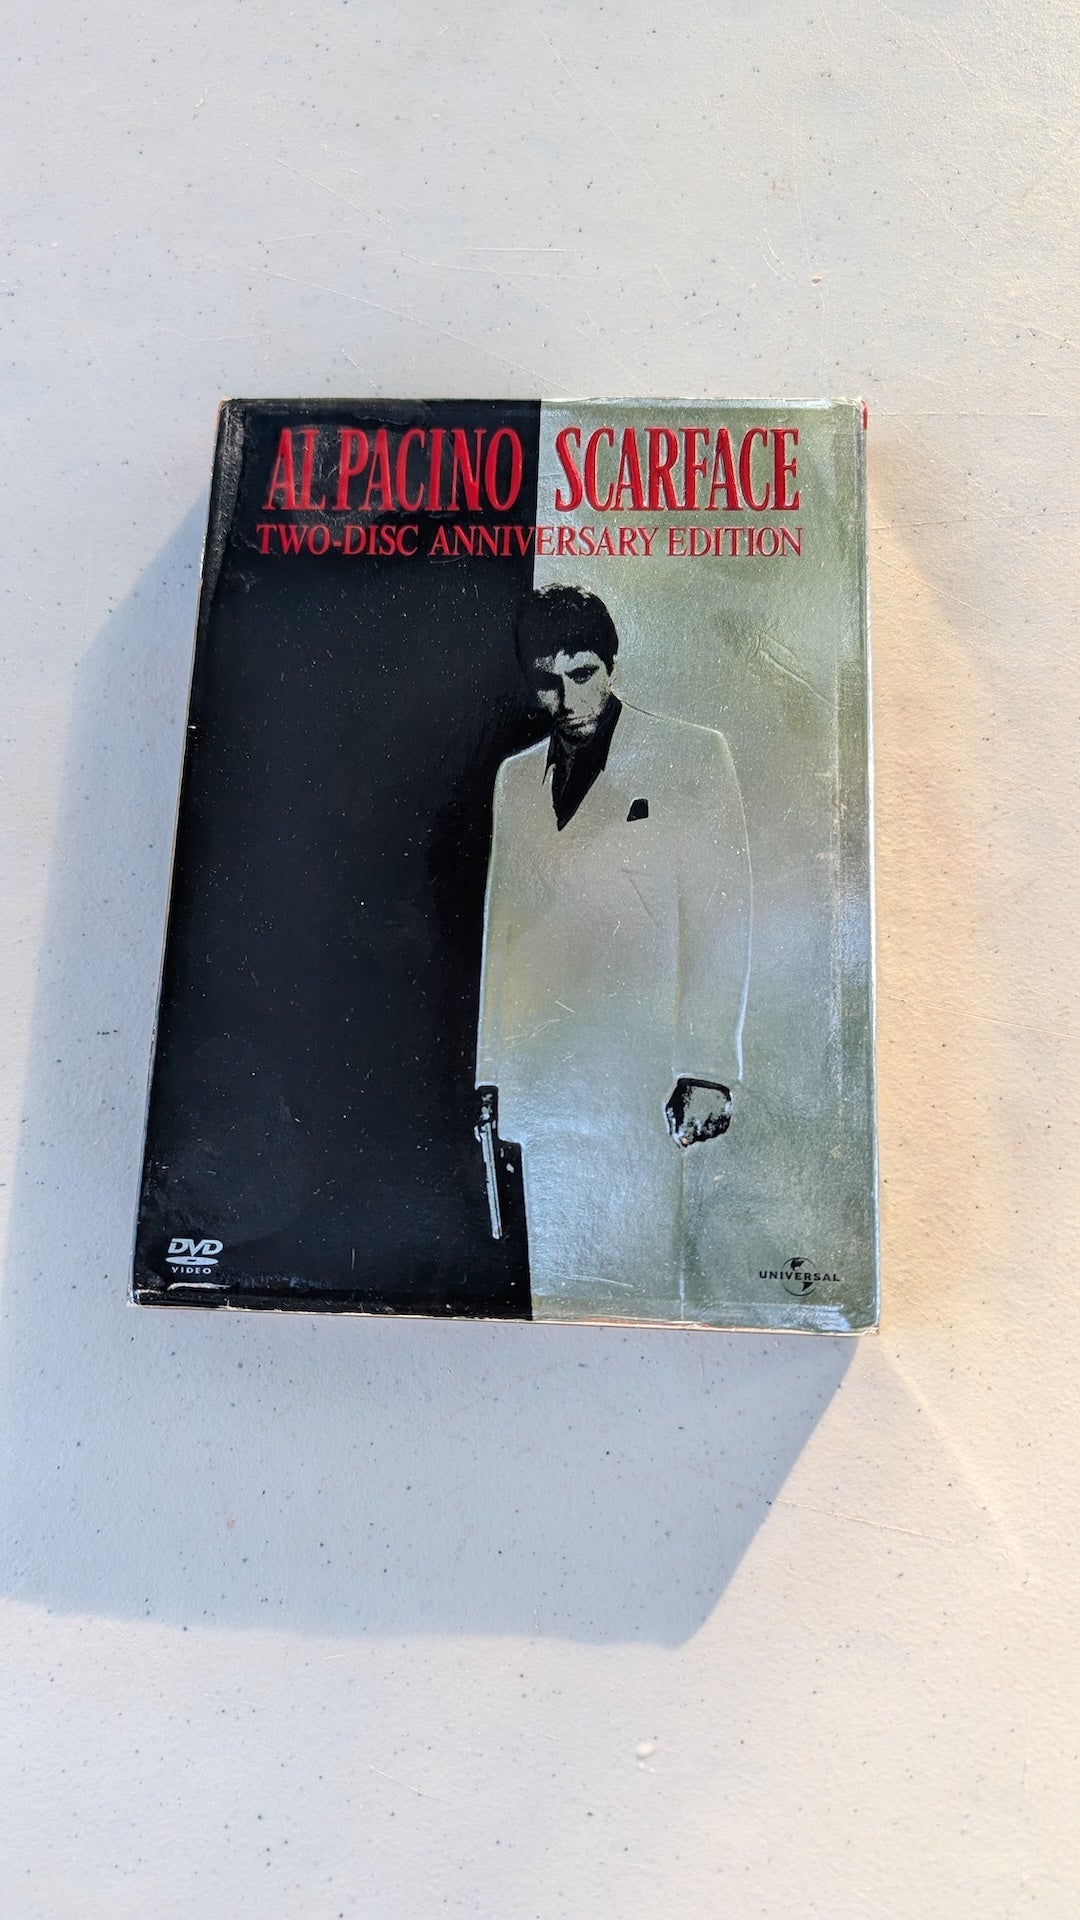 AL PACINO SCARFACE
TWO-DISC ANNIVERSARY EDITION
DVD
VIDEO
UNIVERSAL